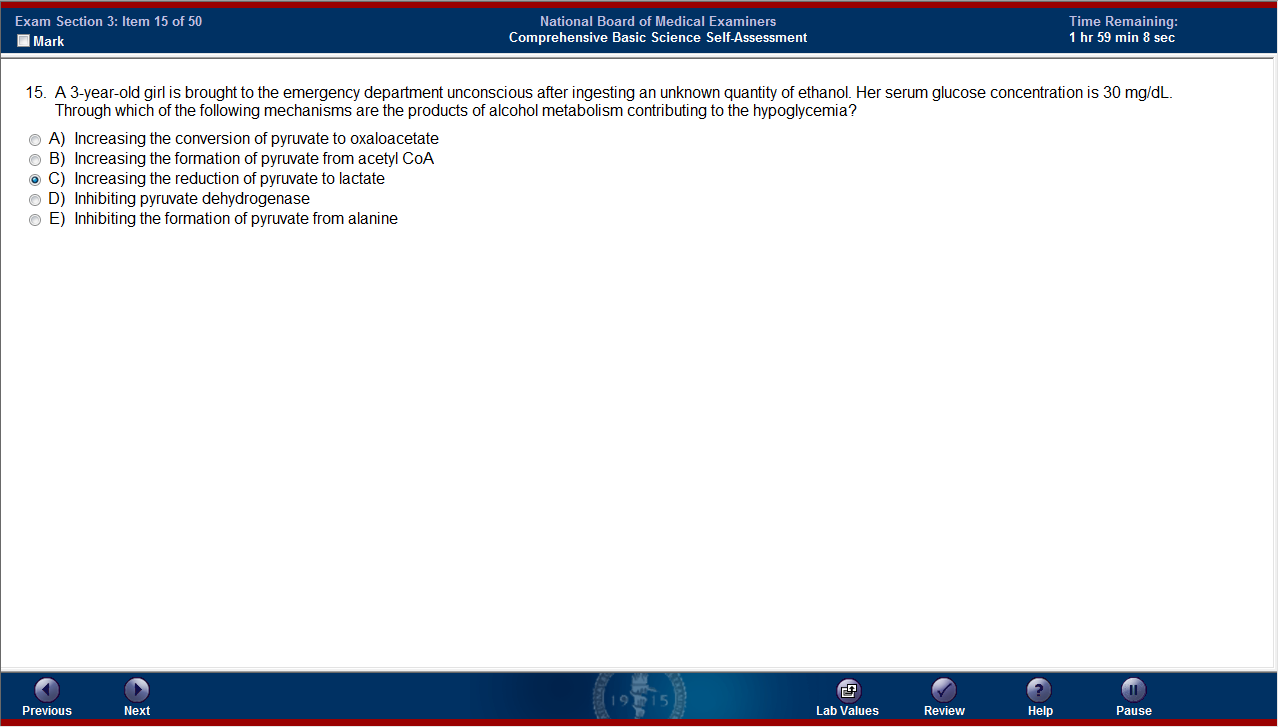 Exam Section 3: Item 15 of 50
National Board of Medical Examiners
Time Remaining:
Mark
Comprehensive Basic Science Self-Assessment
1 hr 59 min 8 sec
15. A 3-year-old girl is brought to the emergency department unconscious after ingesting an unknown quantity of ethanol. Her serum glucose concentration is 30 mg/dL.
Through which of the following mechanisms are the products of alcohol metabolism contributing to the hypoglycemia?
A) Increasing the conversion of pyruvate to oxaloacetate
B) Increasing the formation of pyruvate from acetyl CoA
C) Increasing the reduction of pyruvate to lactate
D) Inhibiting pyruvate dehydrogenase
E) Inhibiting the formation of pyruvate from alanine
1915
Previous
Next
Lab Values
Review
Help
Pause